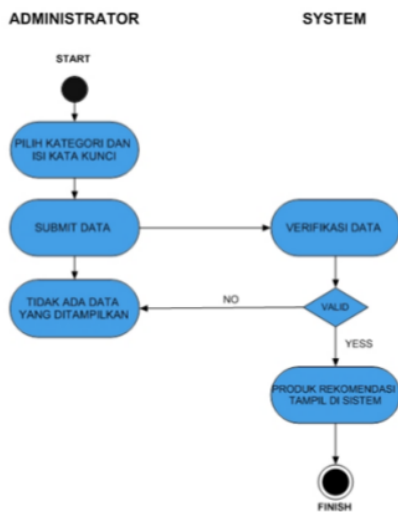 ADMINISTRATOR
SYSTEM
START
PILIH KATEGORI DAN
ISI KATA KUNCI
SUBMIT DATA
VERIFIKASI DATA
TIDAK ADA DATA
YANG DITAMPILKAN
NO
VALID
YESS
PRODUK REKOMENDASI
TAMPIL DI SISTEM
FINISH